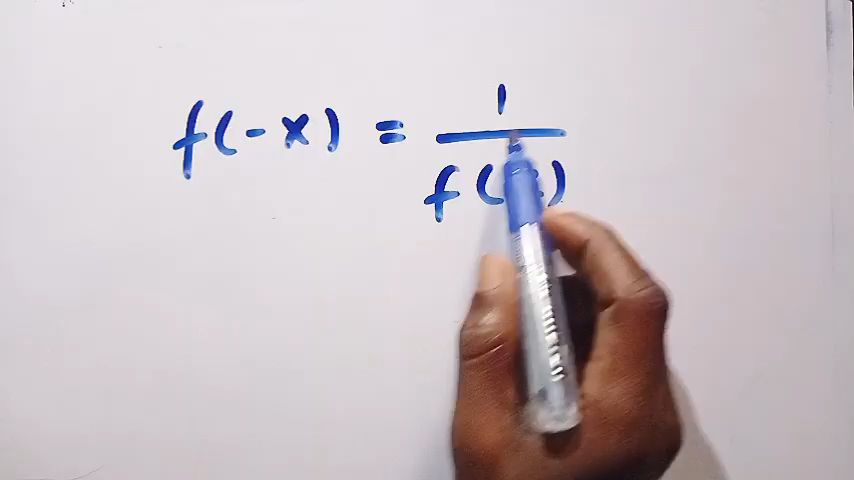 f(-x) = 1/f(x)